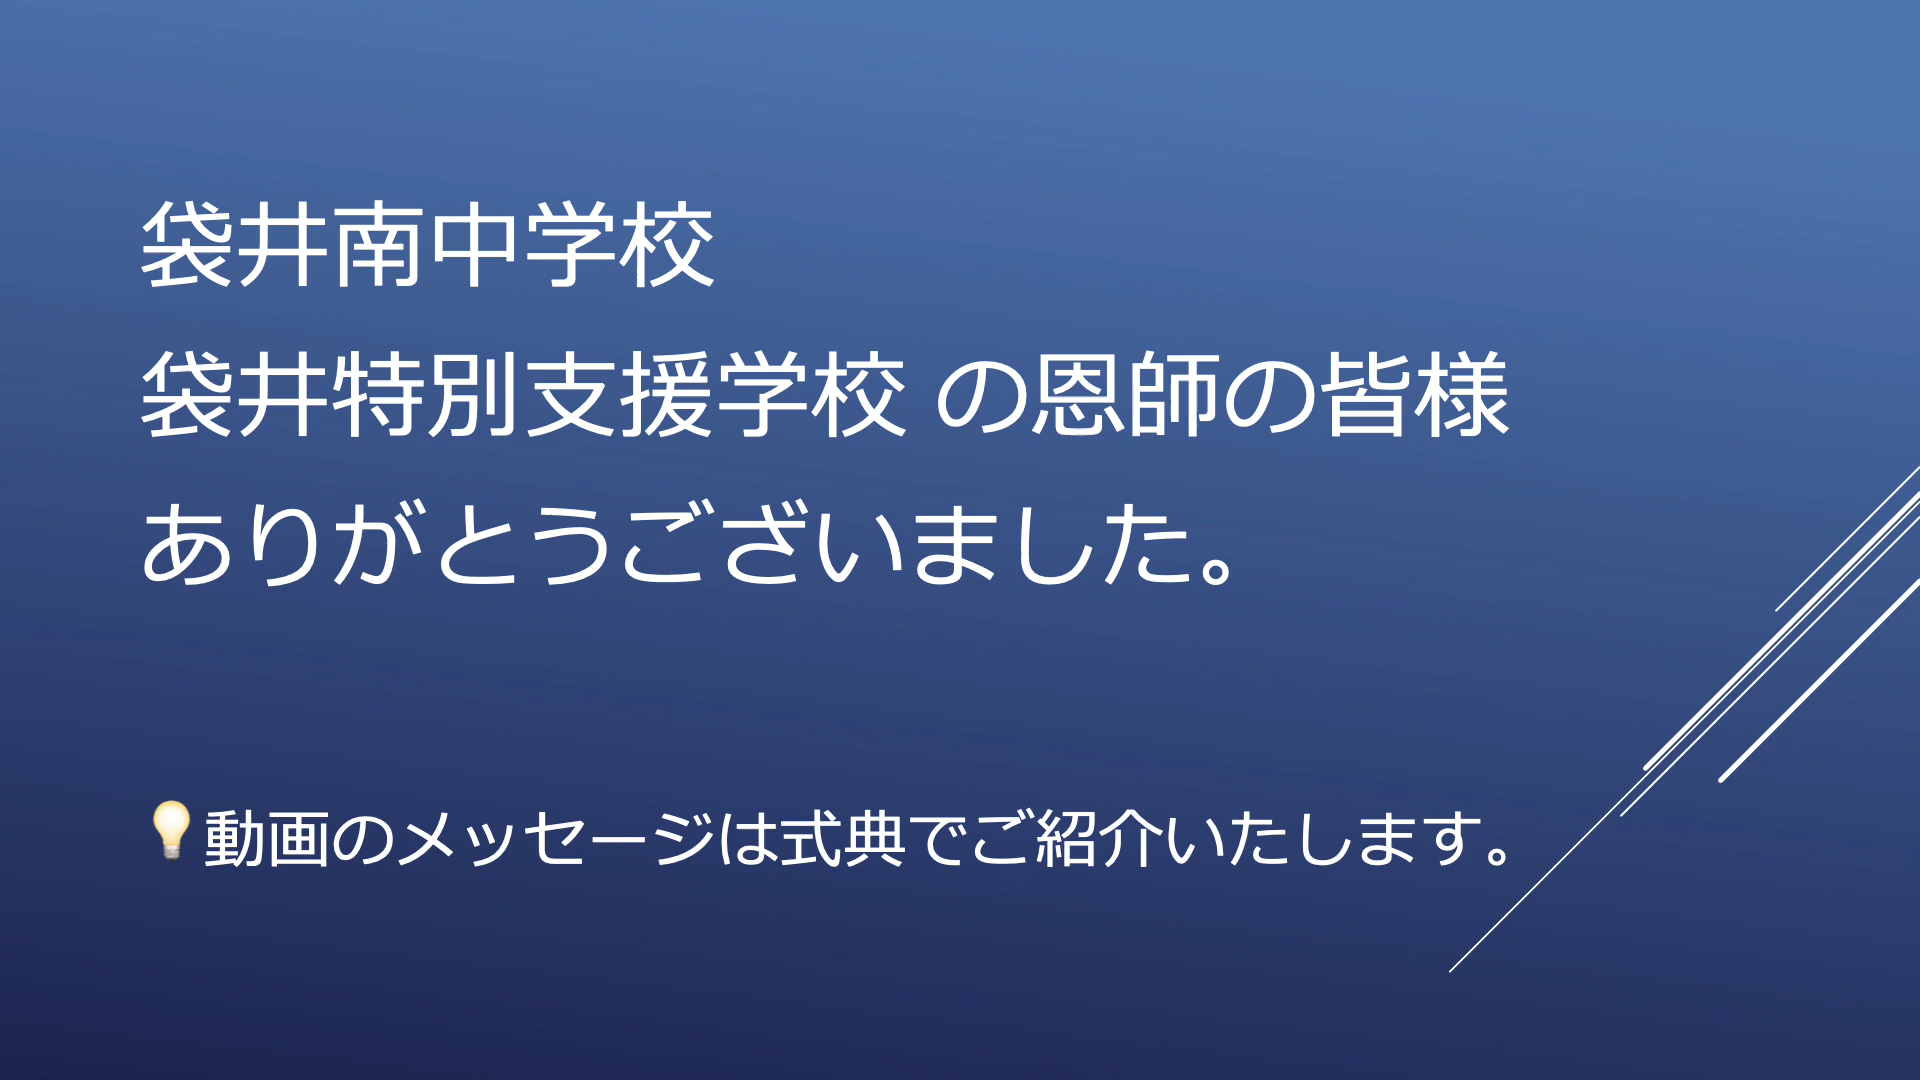 袋井南中学校
袋井特別支援学校 の恩師の皆様
ありがとうございました。
💡動画のメッセージは式典でご紹介いたします。